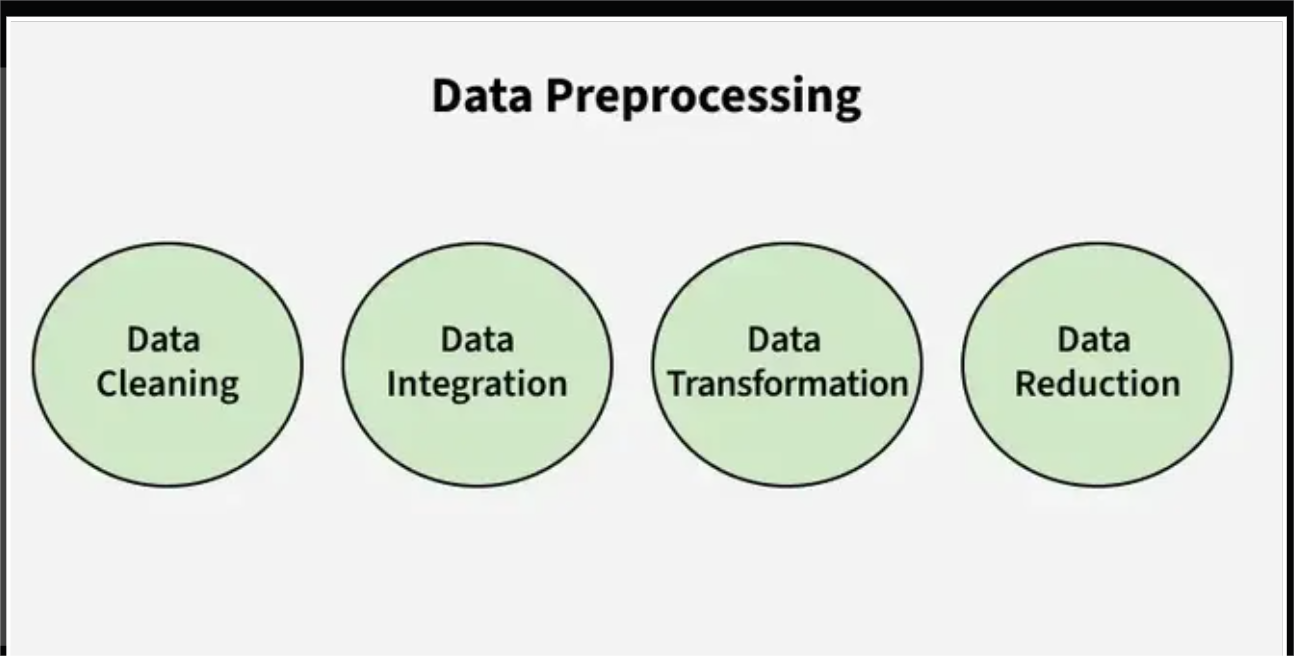 Data Preprocessing
Data
Cleaning
Data
Integration
Data
Transformation
Data
Reduction